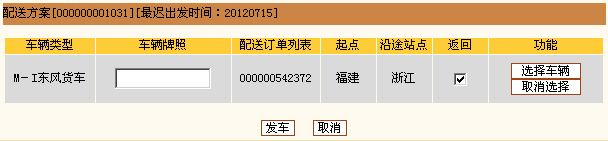 配送方案[000000001031][最迟出发时间：20120715]
车辆类型 车辆牌照 配送订单列表 起点 沿途站点 返回 功能
M－I东风货车 000000542372 福建 浙江 选择车辆
取消选择
发车 取消